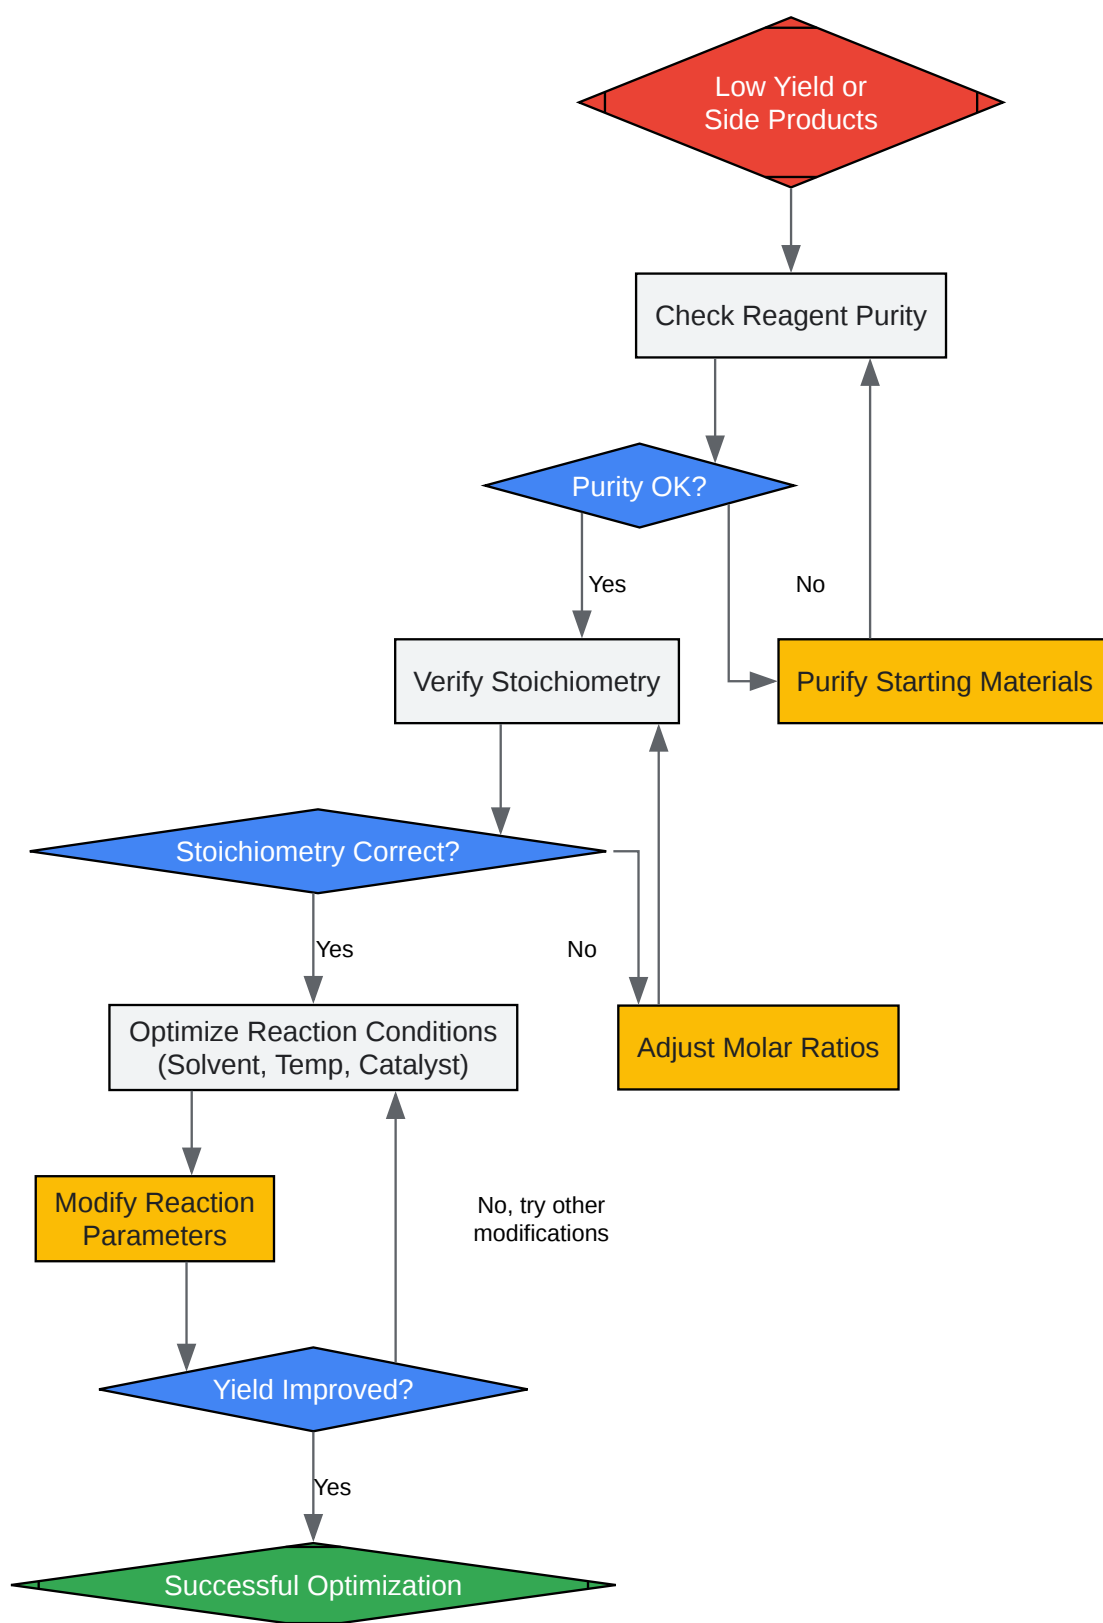 Low Yield or
Side Products
Check Reagent Purity
Purity OK?
Yes
No
Verify Stoichiometry
Purify Starting Materials
Stoichiometry Correct?
Yes
No
Optimize Reaction Conditions
(Solvent, Temp, Catalyst)
Adjust Molar Ratios
Modify Reaction
Parameters
No, try other
modifications
Yield Improved?
Yes
Successful Optimization